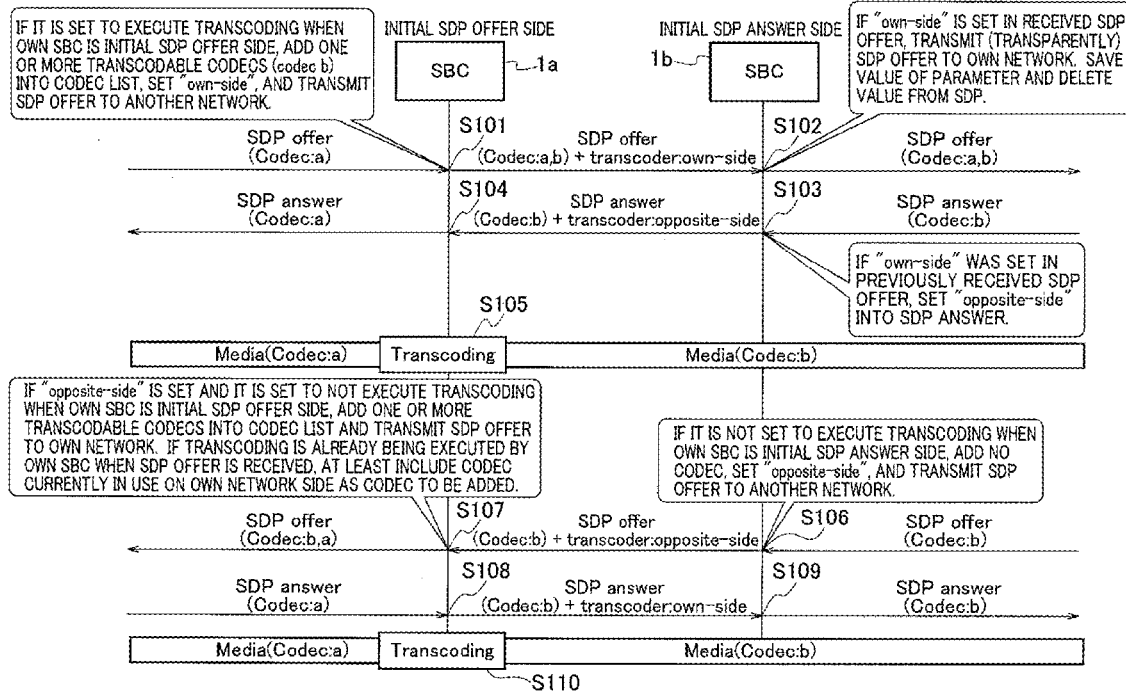 IF IT IS SET TO EXECUTE TRANSCODING WHEN
OWN SBC IS INITIAL SDP OFFER SIDE, ADD ONE
OR MORE TRANSCODABLE CODECS (codec b)
INTO CODEC LIST, SET "own-side", AND TRANSMIT
SDP OFFER TO ANOTHER NETWORK.
INITIAL SDP OFFER SIDE
SBC
1a
INITIAL SDP ANSWER SIDE
1b
SBC
IF "own-side" IS SET IN RECEIVED SDP
OFFER, TRANSMIT (TRANSPARENTLY)
SDP OFFER TO OWN NETWORK. SAVE
VALUE OF PARAMETER AND DELETE
VALUE FROM SDP.
SDP offer
(Codec:a)
S101
SDP offer
(Codec:a,b) + transcoder:own-side
S102
SDP offer
(Codec:a,b)
SDP answer
(Codec:a)
S104
SDP answer
(Codec:b) + transcoder:opposite-side
S103
SDP answer
(Codec:b)
IF "own-side" WAS SET IN
PREVIOUSLY RECEIVED SDP
OFFER, SET "opposite-side"
INTO SDP ANSWER.
S105
Media(Codec:a)
Transcoding
Media(Codec:b)
IF "opposite-side" IS SET AND IT IS SET TO NOT EXECUTE TRANSCODING
WHEN OWN SBC IS INITIAL SDP OFFER SIDE, ADD ONE OR MORE
TRANSCODABLE CODECS INTO CODEC LIST AND TRANSMIT SDP OFFER
TO OWN NETWORK. IF TRANSCODING IS ALREADY BEING EXECUTED BY
OWN SBC WHEN SDP OFFER IS RECEIVED, AT LEAST INCLUDE CODEC
CURRENTLY IN USE ON OWN NETWORK SIDE AS CODEC TO BE ADDED.
IF IT IS NOT SET TO EXECUTE TRANSCODING WHEN
OWN SBC IS INITIAL SDP ANSWER SIDE, ADD NO
CODEC, SET "opposite-side", AND TRANSMIT SDP
OFFER TO ANOTHER NETWORK.
SDP offer
(Codec:b,a)
S107
SDP offer
(Codec:b) + transcoder:opposite-side
S106
SDP offer
(Codec:b)
SDP answer
(Codec:a)
S108
SDP answer
(Codec:b) + transcoder:own-side
S109
SDP answer
(Codec:b)
Media(Codec:a)
Transcoding
Media(Codec:b)
S110